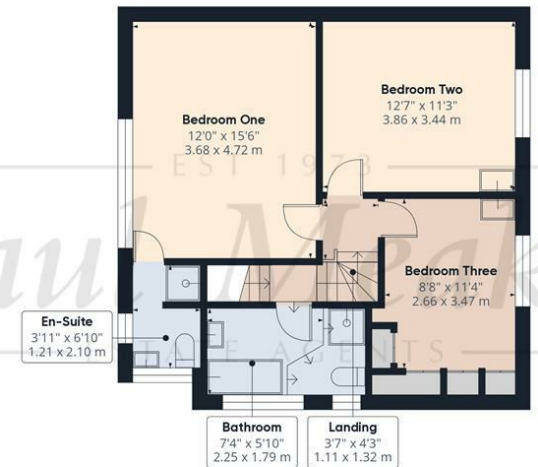 Bedroom One
12'0" x 15'6"
3.68 x 4.72 m
Bedroom Two
12'7" x 11'3"
3.86 x 3.44 m
EST 1973
Bedroom Three
8'8" x 11'4"
2.66 x 3.47 m
En-Suite
3'11" x 6'10"
1.21 x 2.10 m
ESTATE AGENTS
Bathroom
7'4" x 5'10"
2.25 x 1.79 m
Landing
3'7" x 4'3"
1.11 x 1.32 m